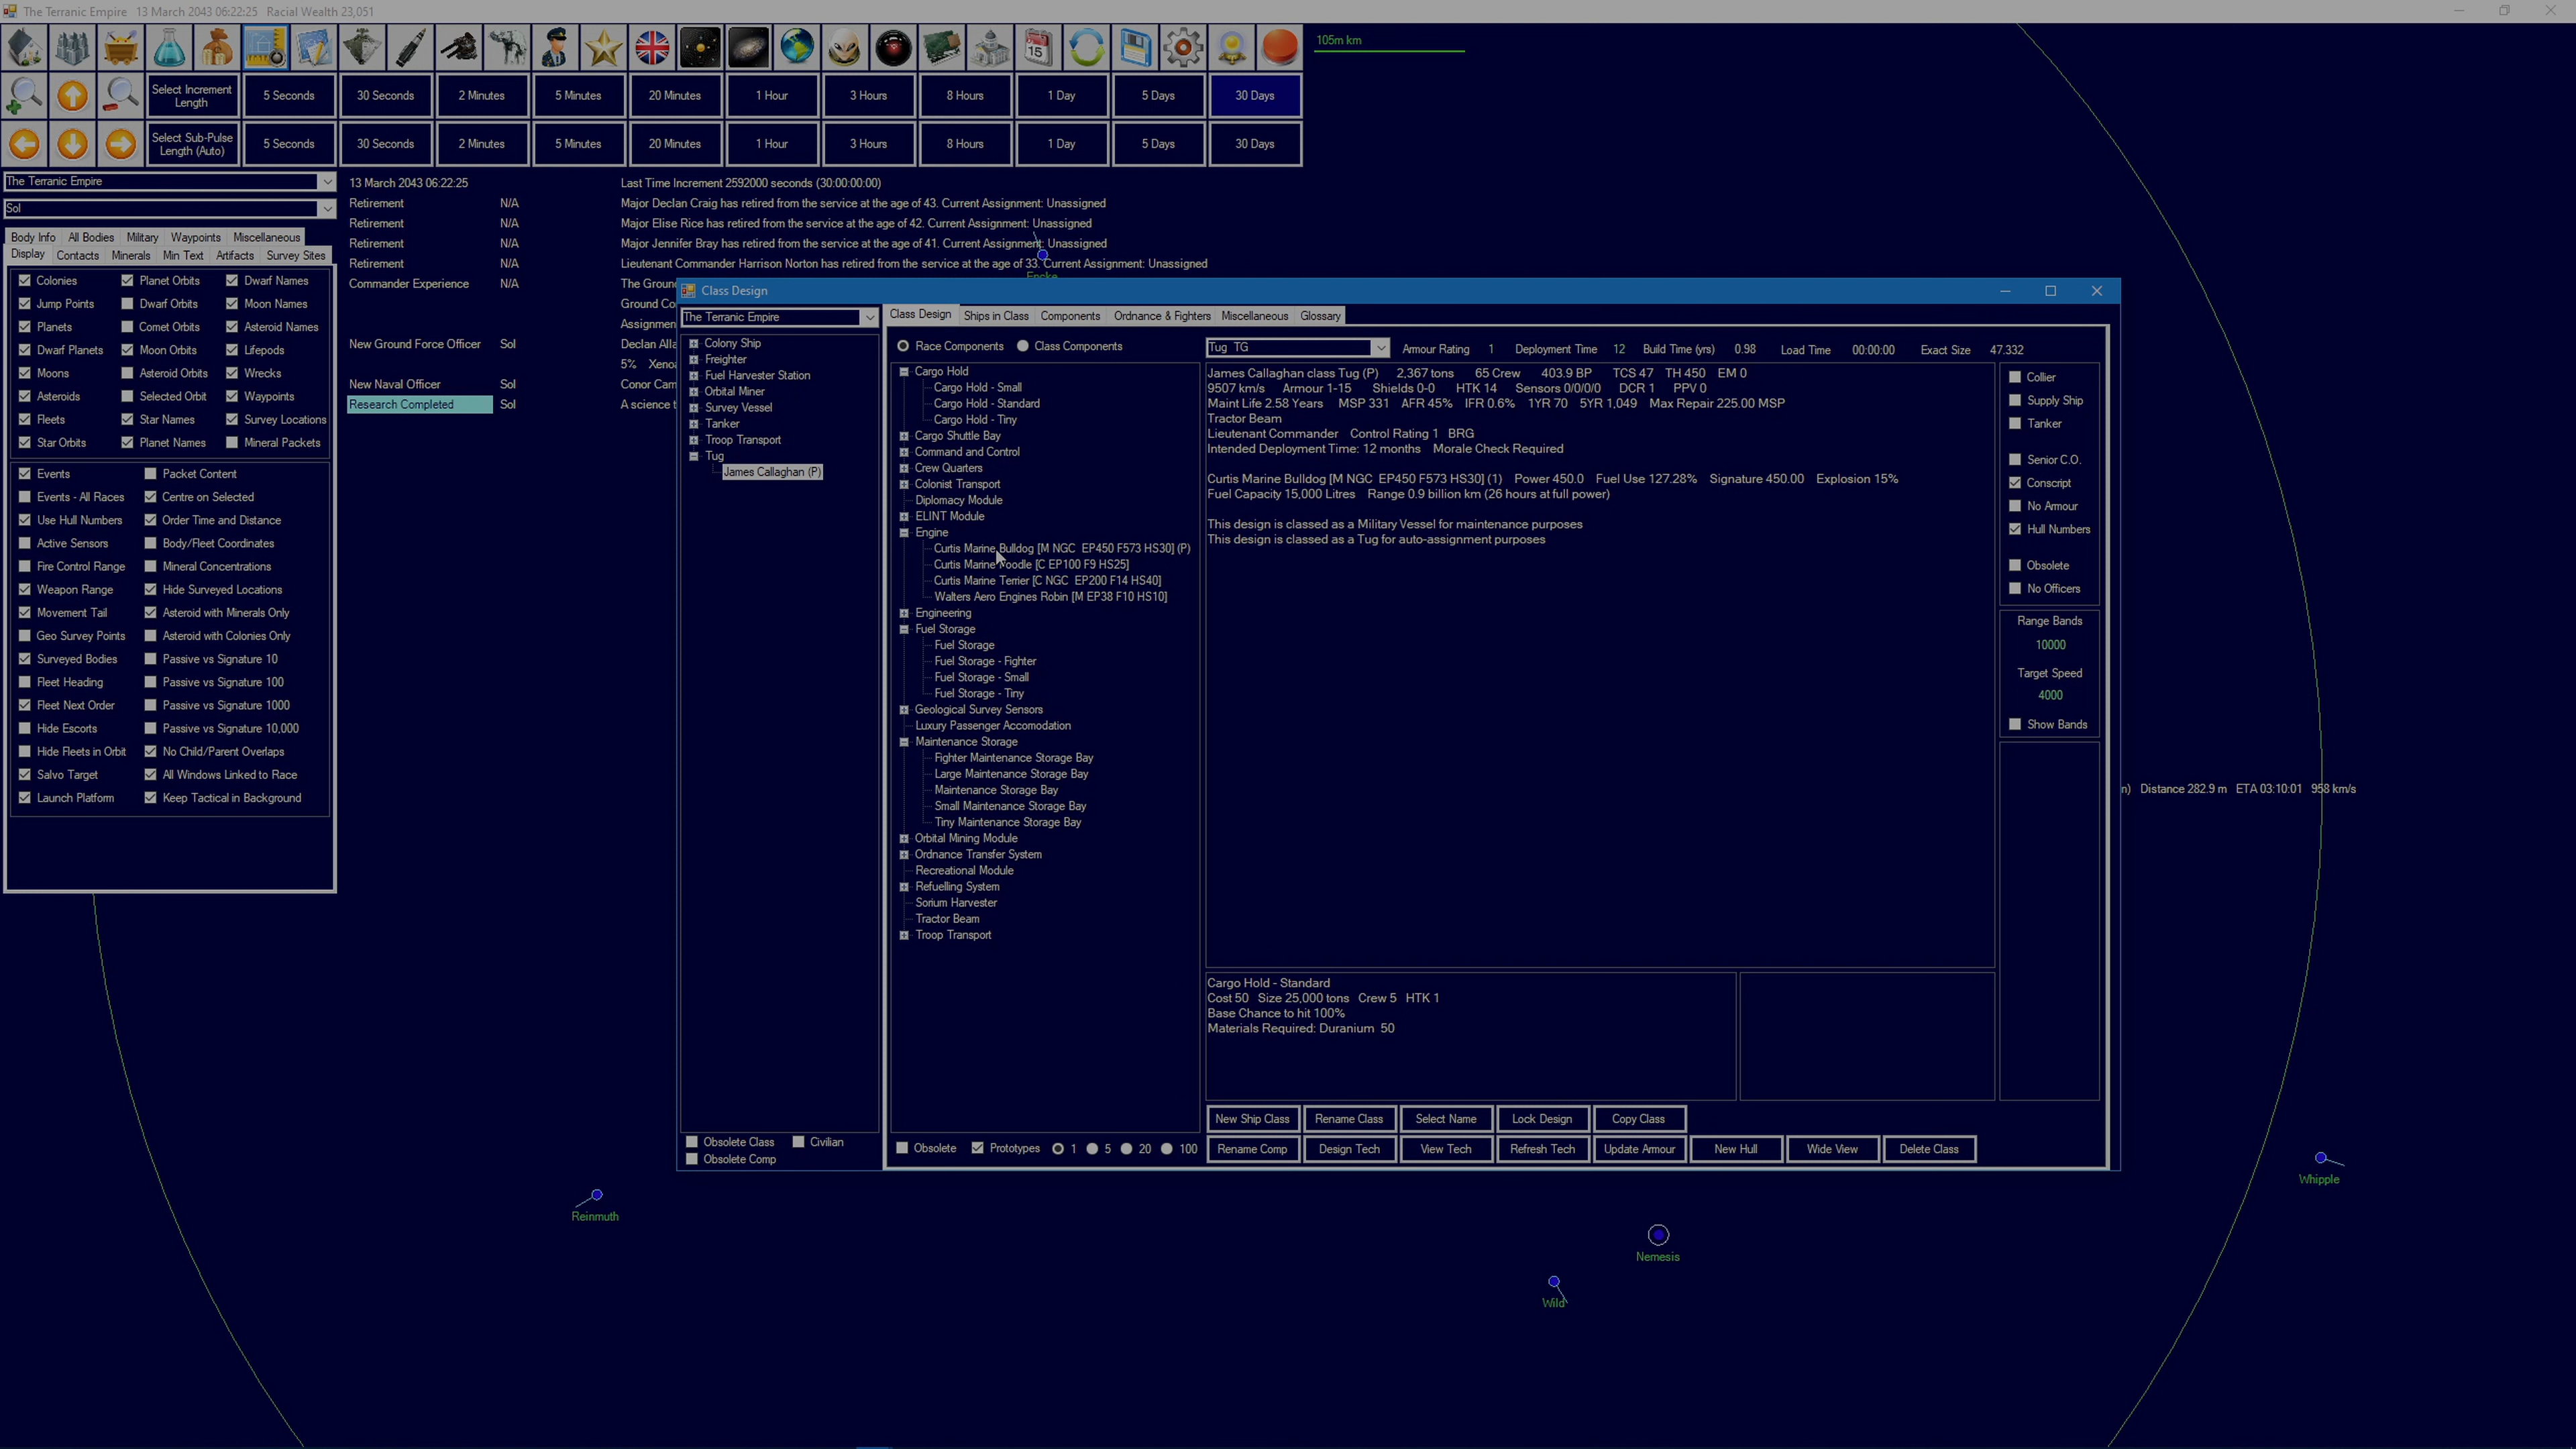 The Terranic Empire   13 March 2043 06:22:25   Racial Wealth 23,051
105m km
Select Increment Length
5 Seconds
30 Seconds
2 Minutes
5 Minutes
20 Minutes
1 Hour
3 Hours
8 Hours
1 Day
5 Days
30 Days
Select Sub-Pulse Length (Auto)
5 Seconds
30 Seconds
2 Minutes
5 Minutes
20 Minutes
1 Hour
3 Hours
8 Hours
1 Day
5 Days
30 Days
The Terranic Empire
Sol
Body Info All Bodies Military Waypoints Miscellaneous
Display Contacts Minerals Min Text Artifacts Survey Sites
Colonies Planet Orbits Dwarf Names
Jump Points Dwarf Orbits Moon Names
Planets Comet Orbits Asteroid Names
Dwarf Planets Moon Orbits Lifepods
Moons Asteroid Orbits Wrecks
Asteroids Selected Orbit Waypoints
Fleets Star Names Survey Locations
Star Orbits Planet Names Mineral Packets
Events Packet Content
Events - All Races Centre on Selected
Use Hull Numbers Order Time and Distance
Active Sensors Body/Fleet Coordinates
Fire Control Range Mineral Concentrations
Weapon Range Hide Surveyed Locations
Movement Tail Asteroid with Minerals Only
Geo Survey Points Asteroid with Colonies Only
Surveyed Bodies Passive vs Signature 10
Fleet Heading Passive vs Signature 100
Fleet Next Order Passive vs Signature 1000
Hide Escorts Passive vs Signature 10,000
Hide Fleets in Orbit No Child/Parent Overlaps
Salvo Target All Windows Linked to Race
Launch Platform Keep Tactical in Background
13 March 2043 06:22:25 Last Time Increment 2592000 seconds (30:00:00:00)
Retirement N/A Major Declan Craig has retired from the service at the age of 43. Current Assignment: Unassigned
Retirement N/A Major Elise Rice has retired from the service at the age of 42. Current Assignment: Unassigned
Retirement N/A Major Jennifer Bray has retired from the service at the age of 41. Current Assignment: Unassigned
Retirement N/A Lieutenant Commander Harrison Norton has retired from the service at the age of 33. Current Assignment: Unassigned
Commander Experience N/A The Ground
Ground Co
Assignmen
New Ground Force Officer Sol Declan Alla
5% Xeno
New Naval Officer Sol Conor Cam
Research Completed Sol A science t
Encke
Class Design
The Terranic Empire
Colony Ship
Freighter
Fuel Harvester Station
Orbital Miner
Survey Vessel
Tanker
Troop Transport
Tug
James Callaghan (P)
Obsolete Class Civilian
Obsolete Comp
Class Design Ships in Class Components Ordnance & Fighters Miscellaneous Glossary
Race Components Class Components
Cargo Hold
Cargo Hold - Small
Cargo Hold - Standard
Cargo Hold - Tiny
Cargo Shuttle Bay
Command and Control
Crew Quarters
Colonist Transport
Diplomacy Module
ELINT Module
Engine
Curtis Marine Bulldog [M NGC  EP450 F573 HS30] (P)
Curtis Marine Poodle [C EP100 F9 HS25]
Curtis Marine Terrier [C NGC  EP200 F14 HS40]
Walters Aero Engines Robin [M EP38 F10 HS10]
Engineering
Fuel Storage
Fuel Storage
Fuel Storage - Fighter
Fuel Storage - Small
Fuel Storage - Tiny
Geological Survey Sensors
Luxury Passenger Accomodation
Maintenance Storage
Fighter Maintenance Storage Bay
Large Maintenance Storage Bay
Maintenance Storage Bay
Small Maintenance Storage Bay
Tiny Maintenance Storage Bay
Orbital Mining Module
Ordnance Transfer System
Recreational Module
Refuelling System
Sorium Harvester
Tractor Beam
Troop Transport
Obsolete Prototypes 1 5 20 100
Tug TG Armour Rating 1 Deployment Time 12 Build Time (yrs) 0.98 Load Time 00:00:00 Exact Size 47.332
James Callaghan class Tug (P)   2,367 tons   65 Crew   403.9 BP   TCS 47   TH 450   EM 0
9507 km/s   Armour 1-15   Shields 0-0   HTK 14   Sensors 0/0/0/0   DCR 1   PPV 0
Maint Life 2.58 Years   MSP 331   AFR 45%   IFR 0.6%   1YR 70   5YR 1,049   Max Repair 225.00 MSP
Tractor Beam
Lieutenant Commander   Control Rating 1   BRG
Intended Deployment Time: 12 months   Morale Check Required
Curtis Marine Bulldog [M NGC  EP450 F573 HS30] (1)   Power 450.0   Fuel Use 127.28%   Signature 450.00   Explosion 15%
Fuel Capacity 15,000 Litres   Range 0.9 billion km (26 hours at full power)
This design is classed as a Military Vessel for maintenance purposes
This design is classed as a Tug for auto-assignment purposes
Cargo Hold - Standard
Cost 50   Size 25,000 tons   Crew 5   HTK 1
Base Chance to hit 100%
Materials Required: Duranium  50
New Ship Class Rename Class Select Name Lock Design Copy Class
Rename Comp Design Tech View Tech Refresh Tech Update Armour New Hull Wide View Delete Class
Collier
Supply Ship
Tanker
Senior C.O.
Conscript
No Armour
Hull Numbers
Obsolete
No Officers
Range Bands
10000
Target Speed
4000
Show Bands
n)   Distance 282.9 m   ETA 03:10:01   958 km/s
Whipple
Reinmuth
Nemesis
Wild